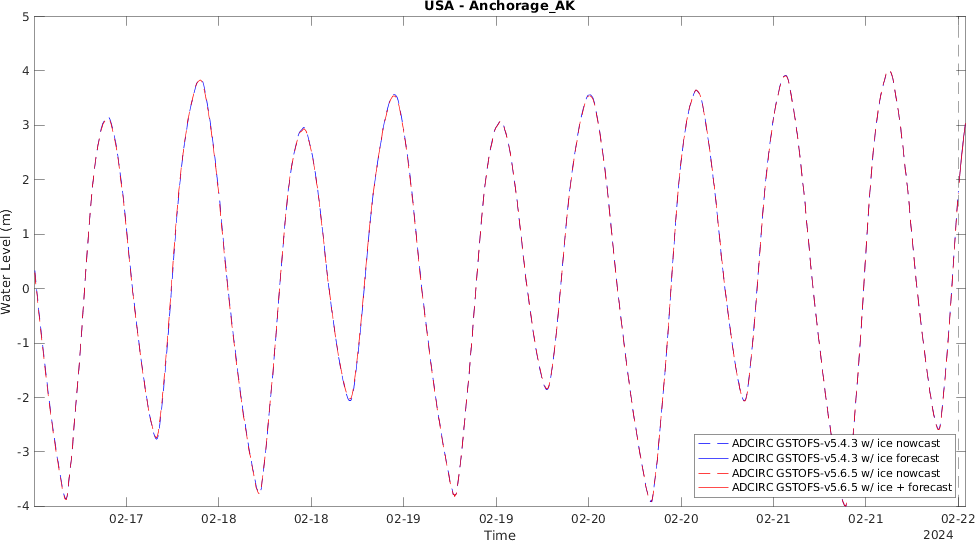 USA - Anchorage_AK
5
4
3
2
1
0
-1
-2
-3
-4
Water Level (m)
ADCIRC GSTOFS-v5.4.3 w/ ice nowcast
ADCIRC GSTOFS-v5.4.3 w/ ice forecast
ADCIRC GSTOFS-v5.6.5 w/ ice nowcast
ADCIRC GSTOFS-v5.6.5 w/ ice + forecast
02-17 02-18 02-18 02-19 02-19 02-20 02-20 02-21 02-21 02-22
Time
2024